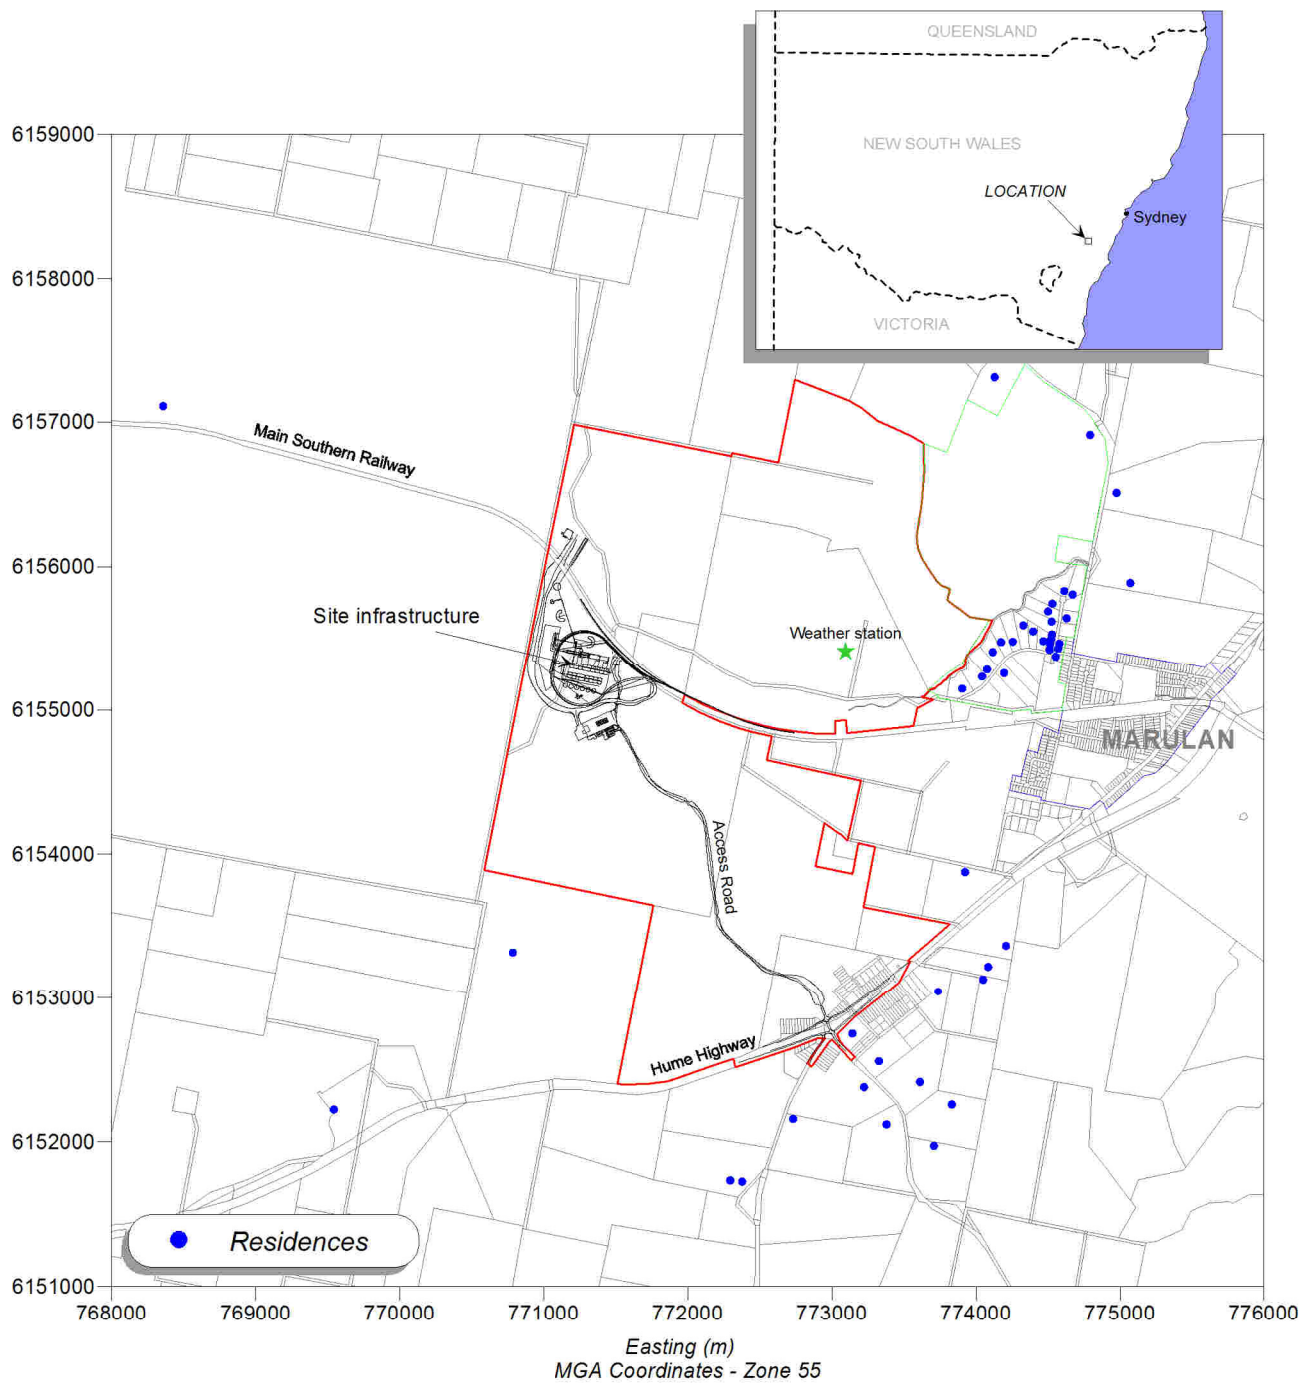 QUEENSLAND
NEW SOUTH WALES
LOCATION
Sydney
VICTORIA
6159000
6158000
6157000
6156000
6155000
6154000
6153000
6152000
6151000
Main Southern Railway
Site infrastructure
Weather station
MARULAN
Access Road
Hume Highway
Residences
768000 769000 770000 771000 772000 773000 774000 775000 776000
Easting (m)
MGA Coordinates - Zone 55